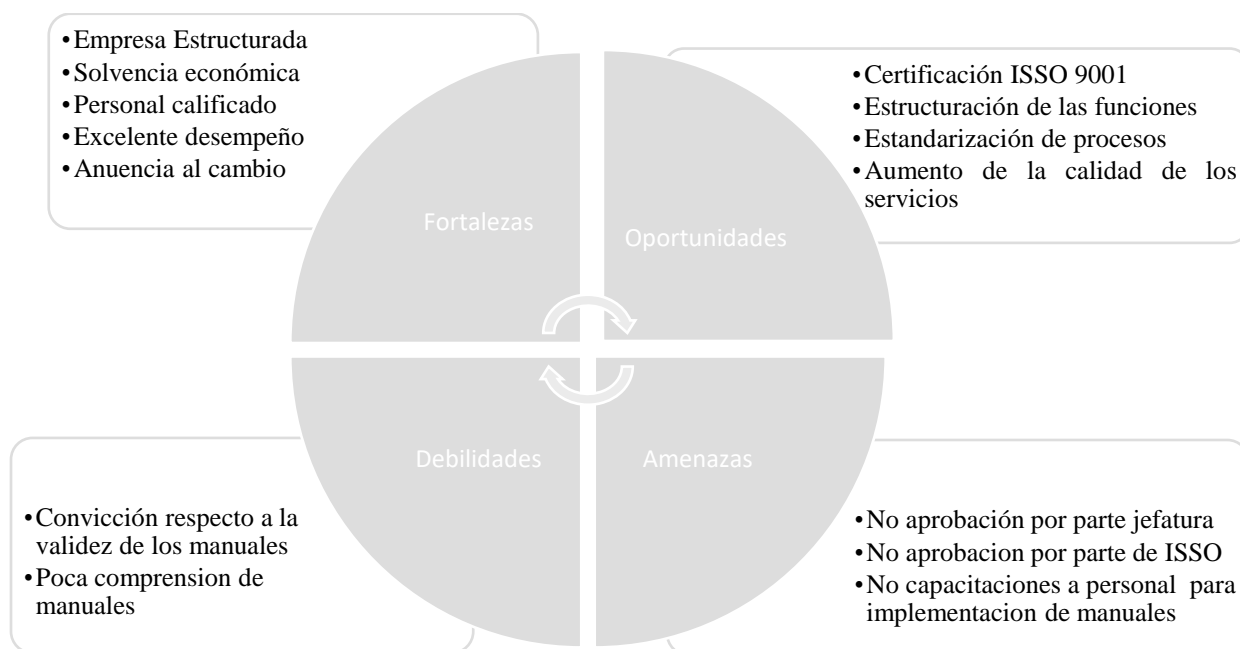 •Empresa Estructurada
•Solvencia económica
•Personal calificado
•Excelente desempeño
•Anuencia al cambio
•Certificación ISSO 9001
•Estructuración de las funciones
•Estandarización de procesos
•Aumento de la calidad de los
servicios
Fortalezas
Oportunidades
Debilidades
Amenazas
•Convicción respecto a la
validez de los manuales
•Poca comprension de
manuales
•No aprobación por parte jefatura
•No aprobacion por parte de ISSO
•No capacitaciones a personal para
implementacion de manuales